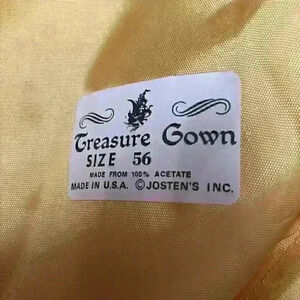 Treasure Gown
SIZE 56
MADE FROM 100% ACETATE
MADE IN U.S.A. ©JOSTEN'S INC.